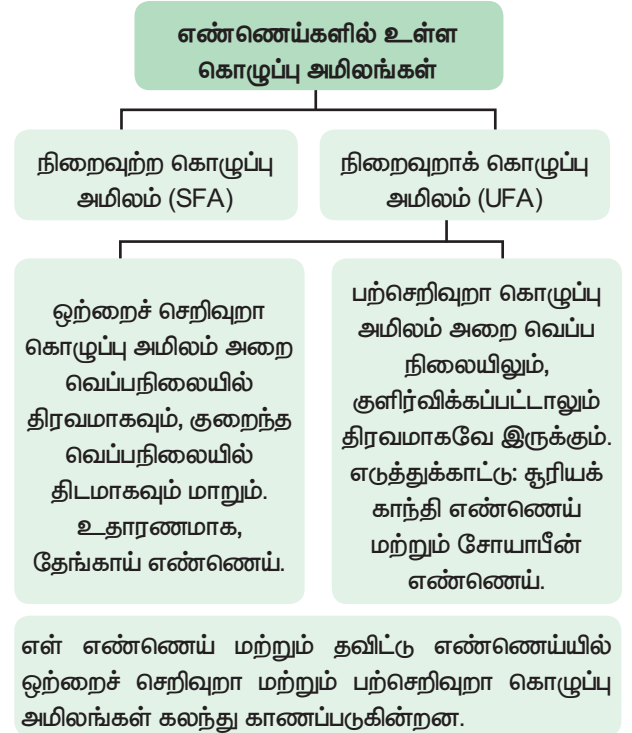 எண்ணெய்களில் உள்ள
கொழுப்பு அமிலங்கள்
நிறைவுற்ற கொழுப்பு
அமிலம் (SFA)
நிறைவுறாக் கொழுப்பு
அமிலம் (UFA)
ஒற்றைச் செறிவுறா
கொழுப்பு அமிலம் அறை
வெப்பநிலையில்
திரவமாகவும், குறைந்த
வெப்பநிலையில்
திடமாகவும் மாறும்.
உதாரணமாக,
தேங்காய் எண்ணெய்.
பற்செறிவுறா கொழுப்பு
அமிலம் அறை வெப்ப
நிலையிலும்,
குளிர்விக்கப்பட்டாலும்
திரவமாகவே இருக்கும்.
எடுத்துக்காட்டு: சூரியக்
காந்தி எண்ணெய்
மற்றும் சோயாபீன்
எண்ணெய்.
எள் எண்ணெய் மற்றும் தவிட்டு எண்ணெய்யில்
ஒற்றைச் செறிவுறா மற்றும் பற்செறிவுறா கொழுப்பு
அமிலங்கள் கலந்து காணப்படுகின்றன.